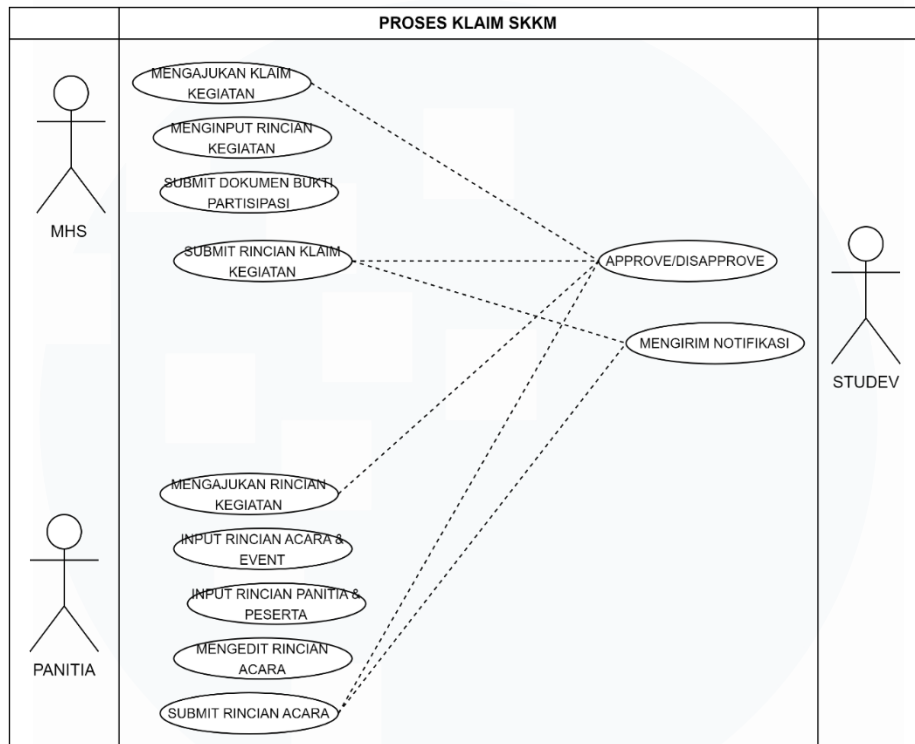 PROSES KLAIM SKKM
MENGAJUKAN KLAIM
KEGIATAN
MENGINPUT RINCIAN
KEGIATAN
SUBMIT DOKUMEN BUKTI
PARTISIPASI
MHS
SUBMIT RINCIAN KLAIM
KEGIATAN
APPROVE/DISAPPROVE
MENGIRIM NOTIFIKASI
STUDEV
MENGAJUKAN RINCIAN
KEGIATAN
INPUT RINCIAN ACARA &
EVENT
INPUT RINCIAN PANITIA &
PESERTA
MENGEDIT RINCIAN
ACARA
PANITIA
SUBMIT RINCIAN ACARA